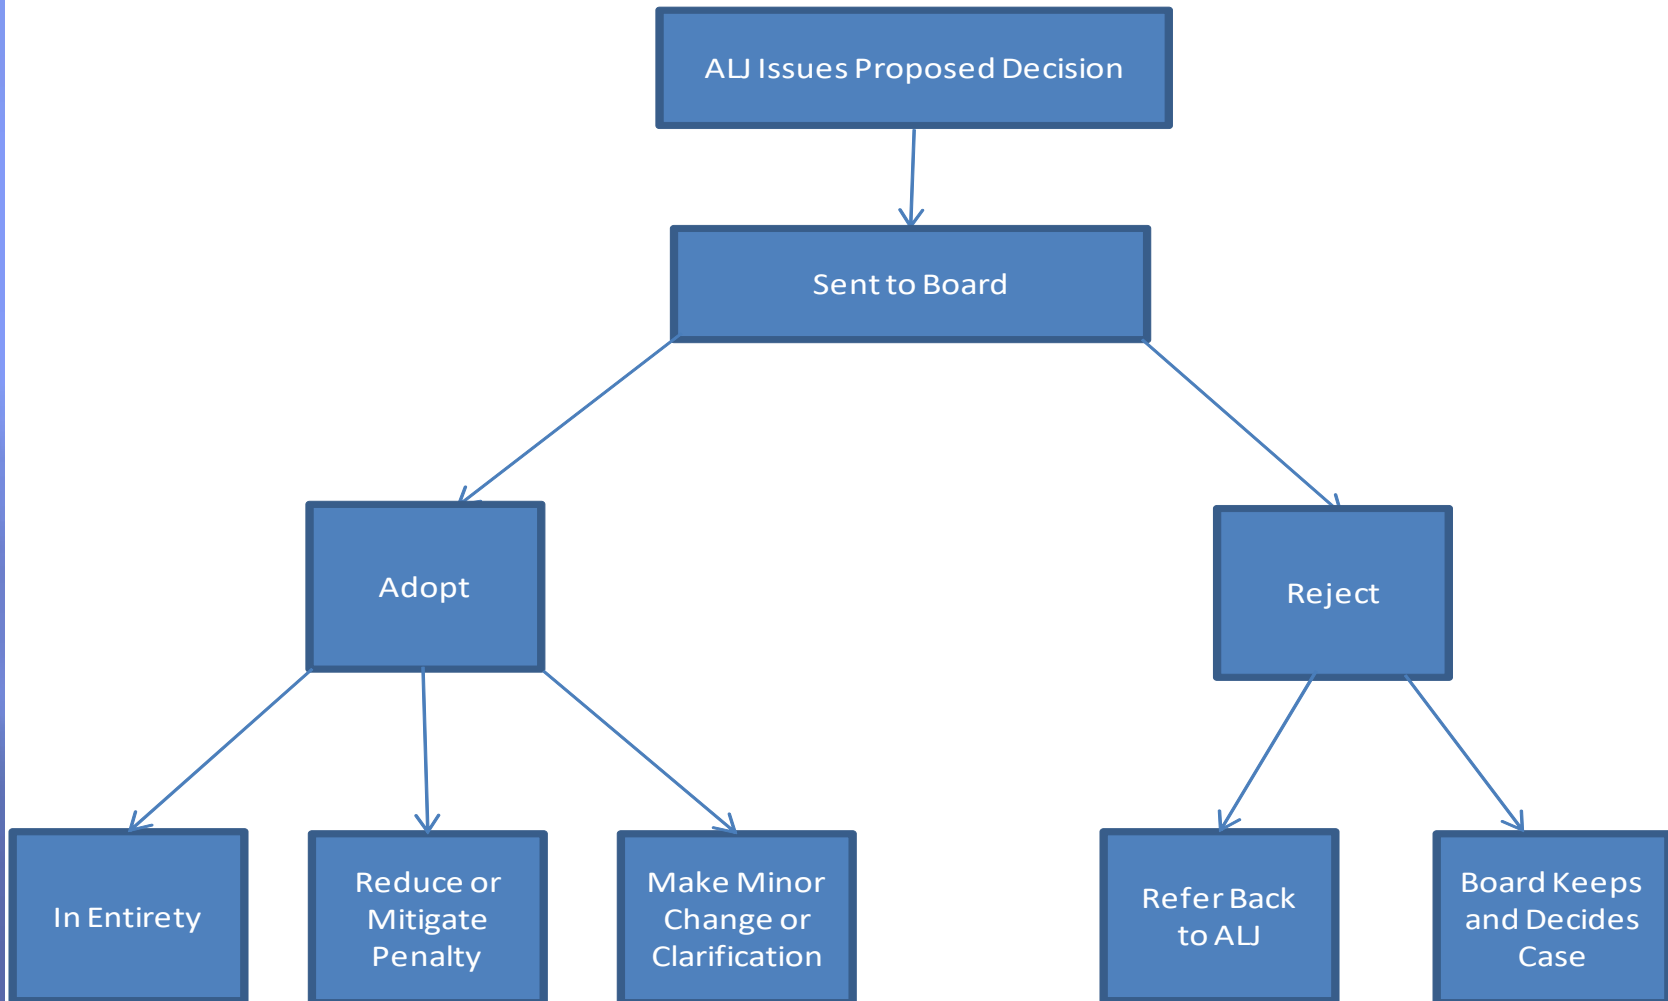 ALJ Issues Proposed Decision
Sent to Board
Adopt
Reject
In Entirety
Reduce or
Mitigate
Penalty
Make Minor
Change or
Clarification
Refer Back
to ALJ
Board Keeps
and Decides
Case